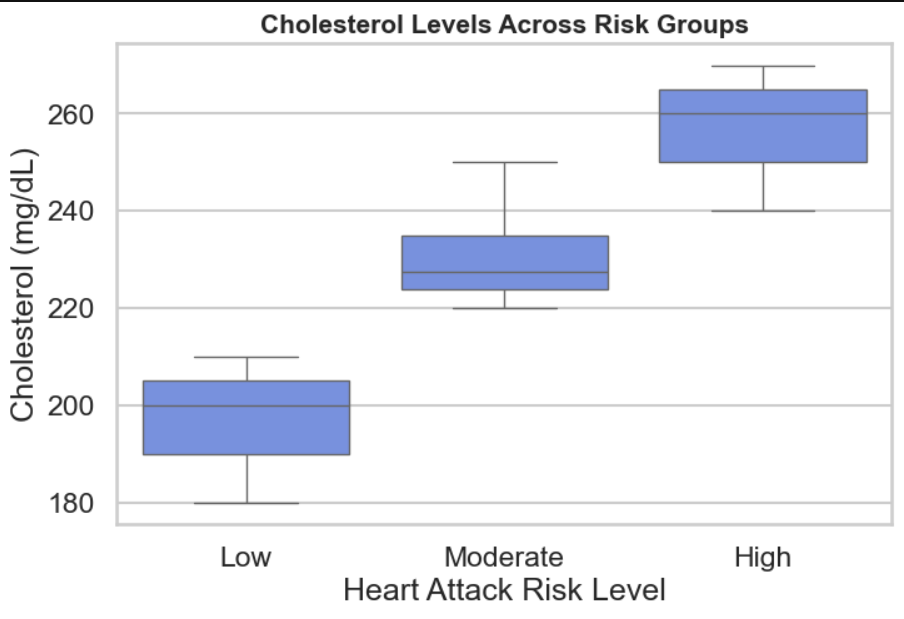 Cholesterol Levels Across Risk Groups
Cholesterol (mg/dL)
260
240
220
200
180
Low Moderate High
Heart Attack Risk Level